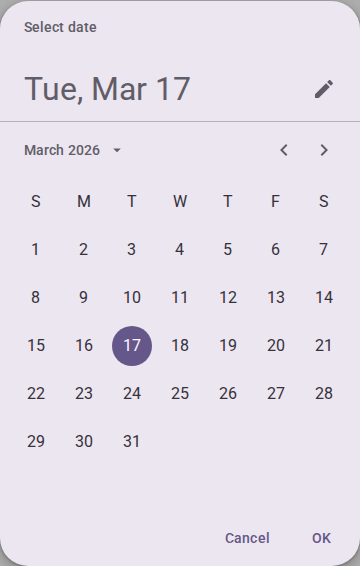 Select date
Tue, Mar 17
March 2026
S M T W T F S
1 2 3 4 5 6 7
8 9 10 11 12 13 14
15 16 17 18 19 20 21
22 23 24 25 26 27 28
29 30 31
Cancel OK